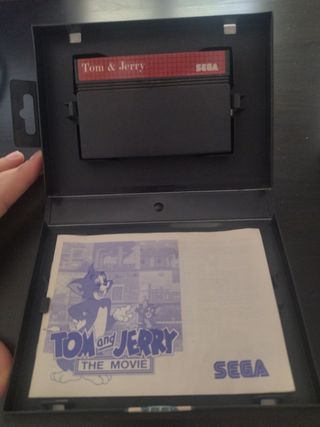 Tom & Jerry SEGA
TOM and JERRY
THE MOVIE
SEGA